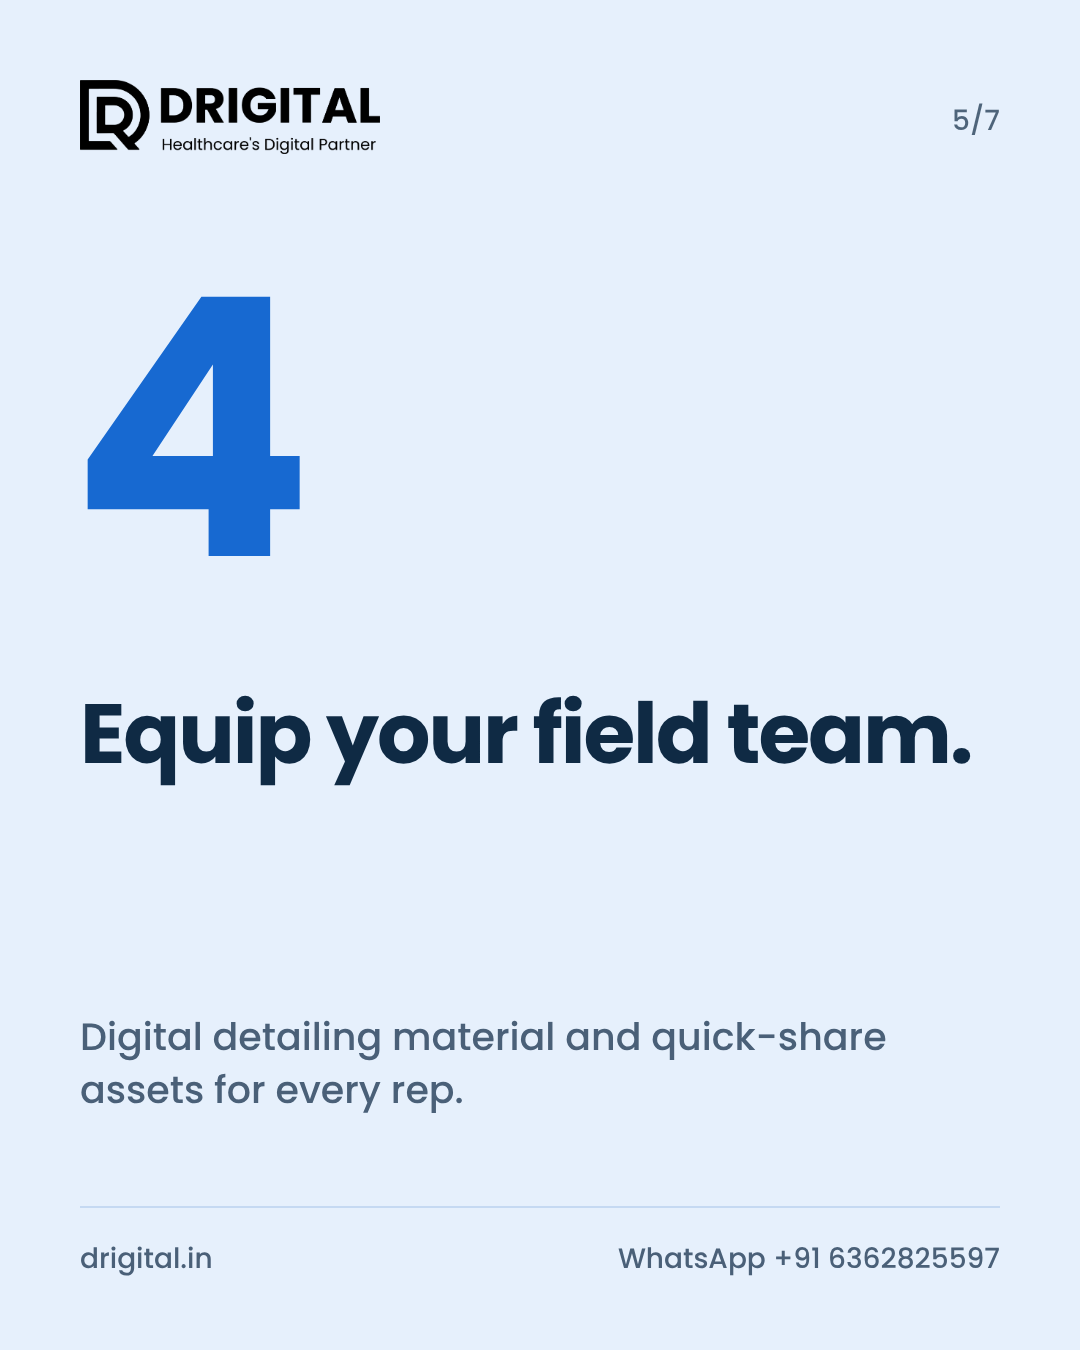 DRIGITAL
Healthcare's Digital Partner
5/7
4
Equip your field team.
Digital detailing material and quick-share
assets for every rep.
drigital.in
WhatsApp +91 6362825597